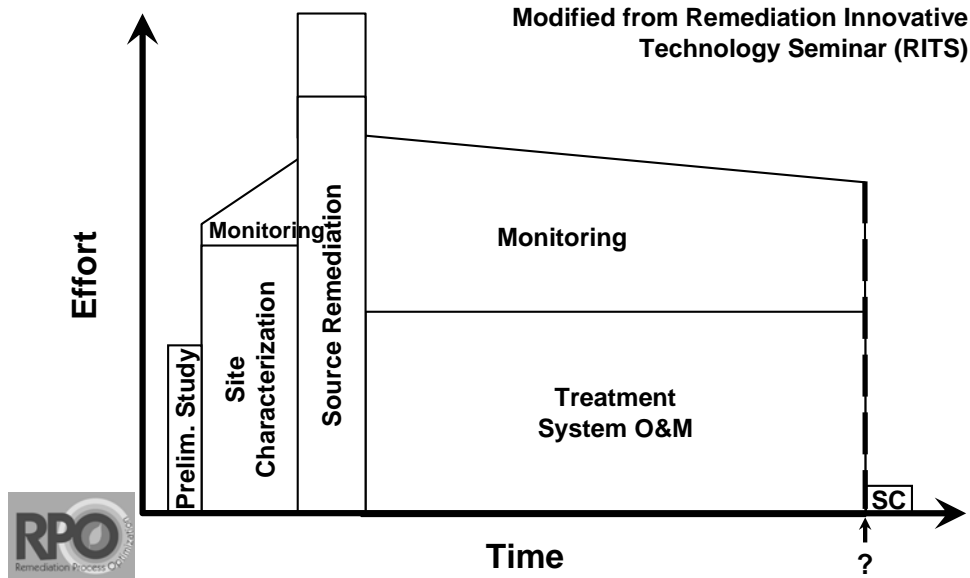 Modified from Remediation Innovative
Technology Seminar (RITS)
Effort
Prelim. Study
Site
Characterization
Monitoring
Source Remediation
Monitoring
Treatment
System O&M
SC
?
Time
RPO
Remediation Process Optimization